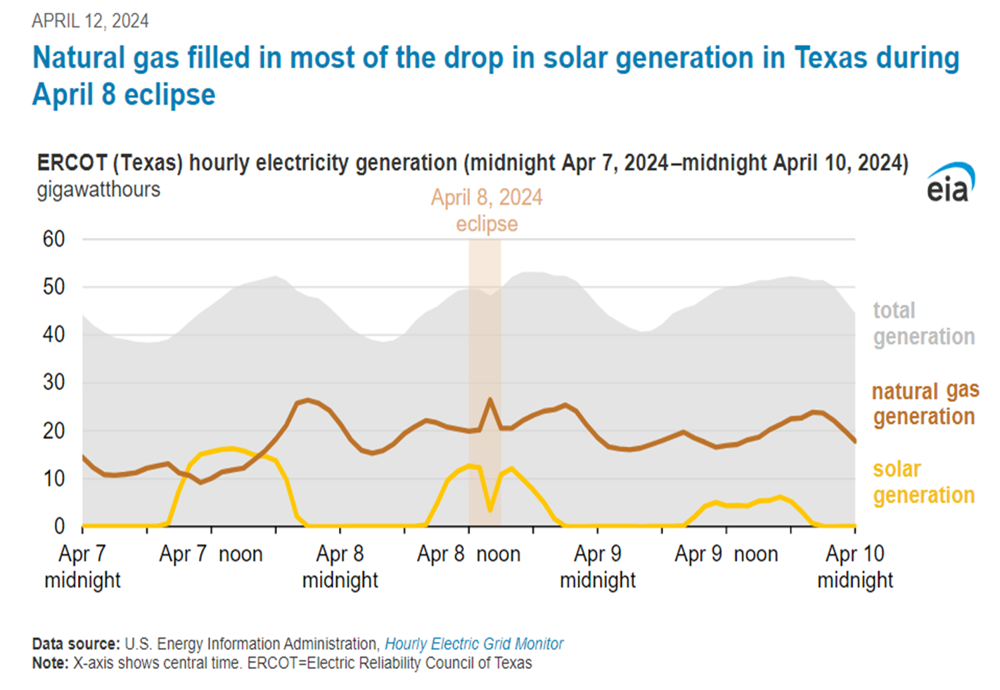 APRIL 12, 2024
Natural gas filled in most of the drop in solar generation in Texas during
April 8 eclipse
ERCOT (Texas) hourly electricity generation (midnight Apr 7, 2024–midnight April 10, 2024)
gigawatthours
eia
April 8, 2024
eclipse
60
50
40
30
20
10
0
total
generation
natural gas
generation
solar
generation
Apr 7
midnight
Apr 7 noon
Apr 8
midnight
Apr 8 noon
Apr 9
midnight
Apr 9 noon
Apr 10
midnight
Data source: U.S. Energy Information Administration, Hourly Electric Grid Monitor
Note: X-axis shows central time. ERCOT=Electric Reliability Council of Texas